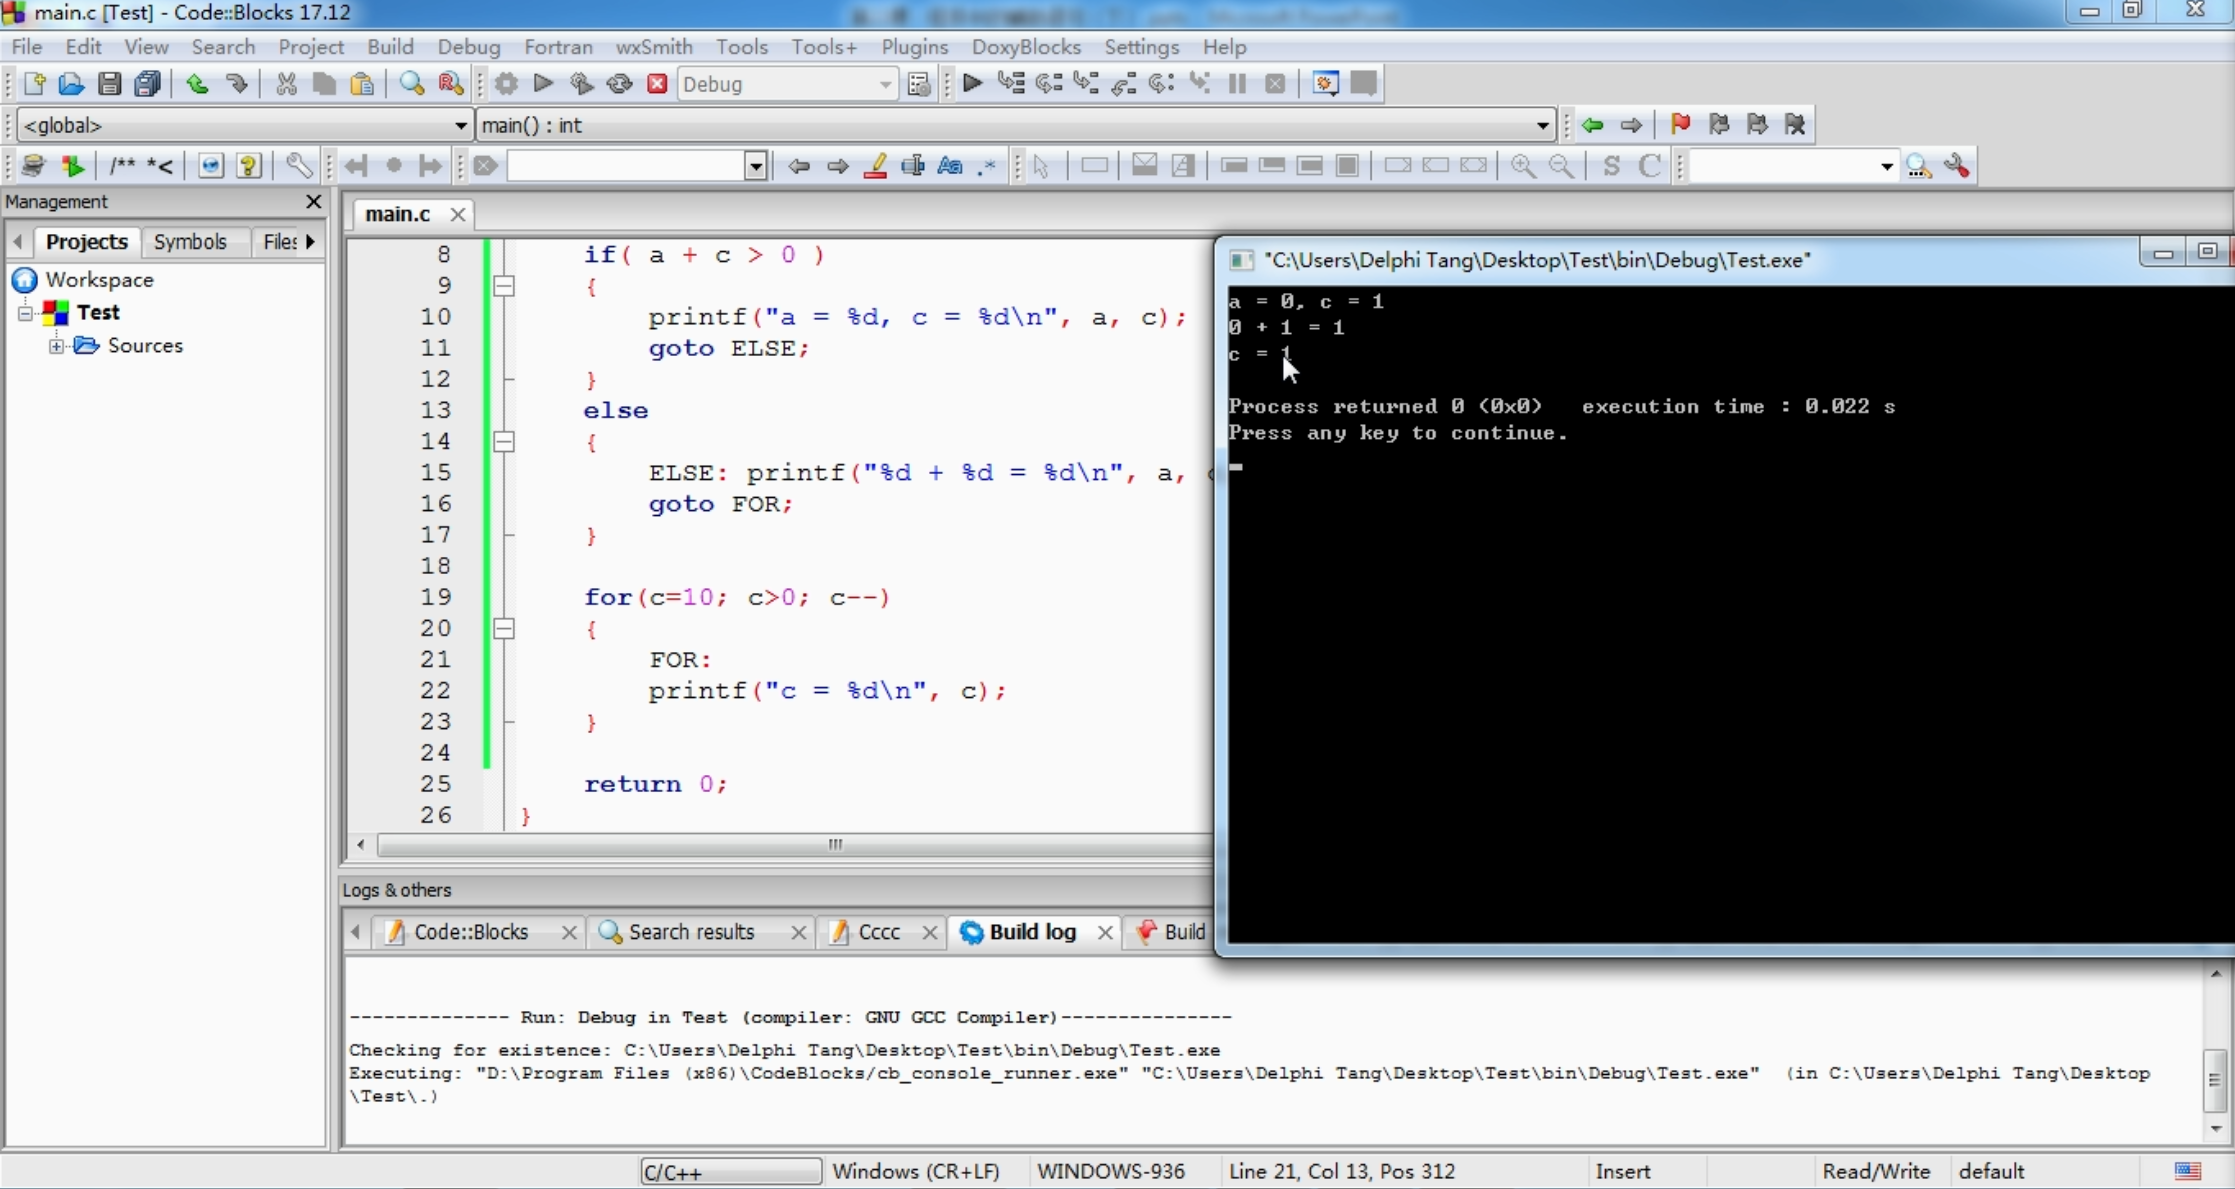 main.c [Test] - Code::Blocks 17.12
File Edit View Search Project Build Debug Fortran wxSmith Tools Tools+ Plugins DoxyBlocks Settings Help
Debug
<global> main() : int
/** *<
S C
Management
Projects Symbols Files
Workspace
Test
Sources
main.c
8 if( a + c > 0 )
9 {
10 printf("a = %d, c = %d\n", a, c);
11 goto ELSE;
12 }
13 else
14 {
15 ELSE: printf("%d + %d = %d\n", a,
16 goto FOR;
17 }
18
19 for(c=10; c>0; c--)
20 {
21 FOR:
22 printf("c = %d\n", c);
23 }
24
25 return 0;
26 }
"C:\Users\Delphi Tang\Desktop\Test\bin\Debug\Test.exe"
a = 0, c = 1
0 + 1 = 1
c = 1
Process returned 0 (0x0) execution time : 0.022 s
Press any key to continue.
Logs & others
Code::Blocks Search results Cccc Build log Build
-------------- Run: Debug in Test (compiler: GNU GCC Compiler)---------------
Checking for existence: C:\Users\Delphi Tang\Desktop\Test\bin\Debug\Test.exe
Executing: "D:\Program Files (x86)\CodeBlocks/cb_console_runner.exe" "C:\Users\Delphi Tang\Desktop\Test\bin\Debug\Test.exe" (in C:\Users\Delphi Tang\Desktop
\Test\.)
C/C++ Windows (CR+LF) WINDOWS-936 Line 21, Col 13, Pos 312 Insert Read/Write default